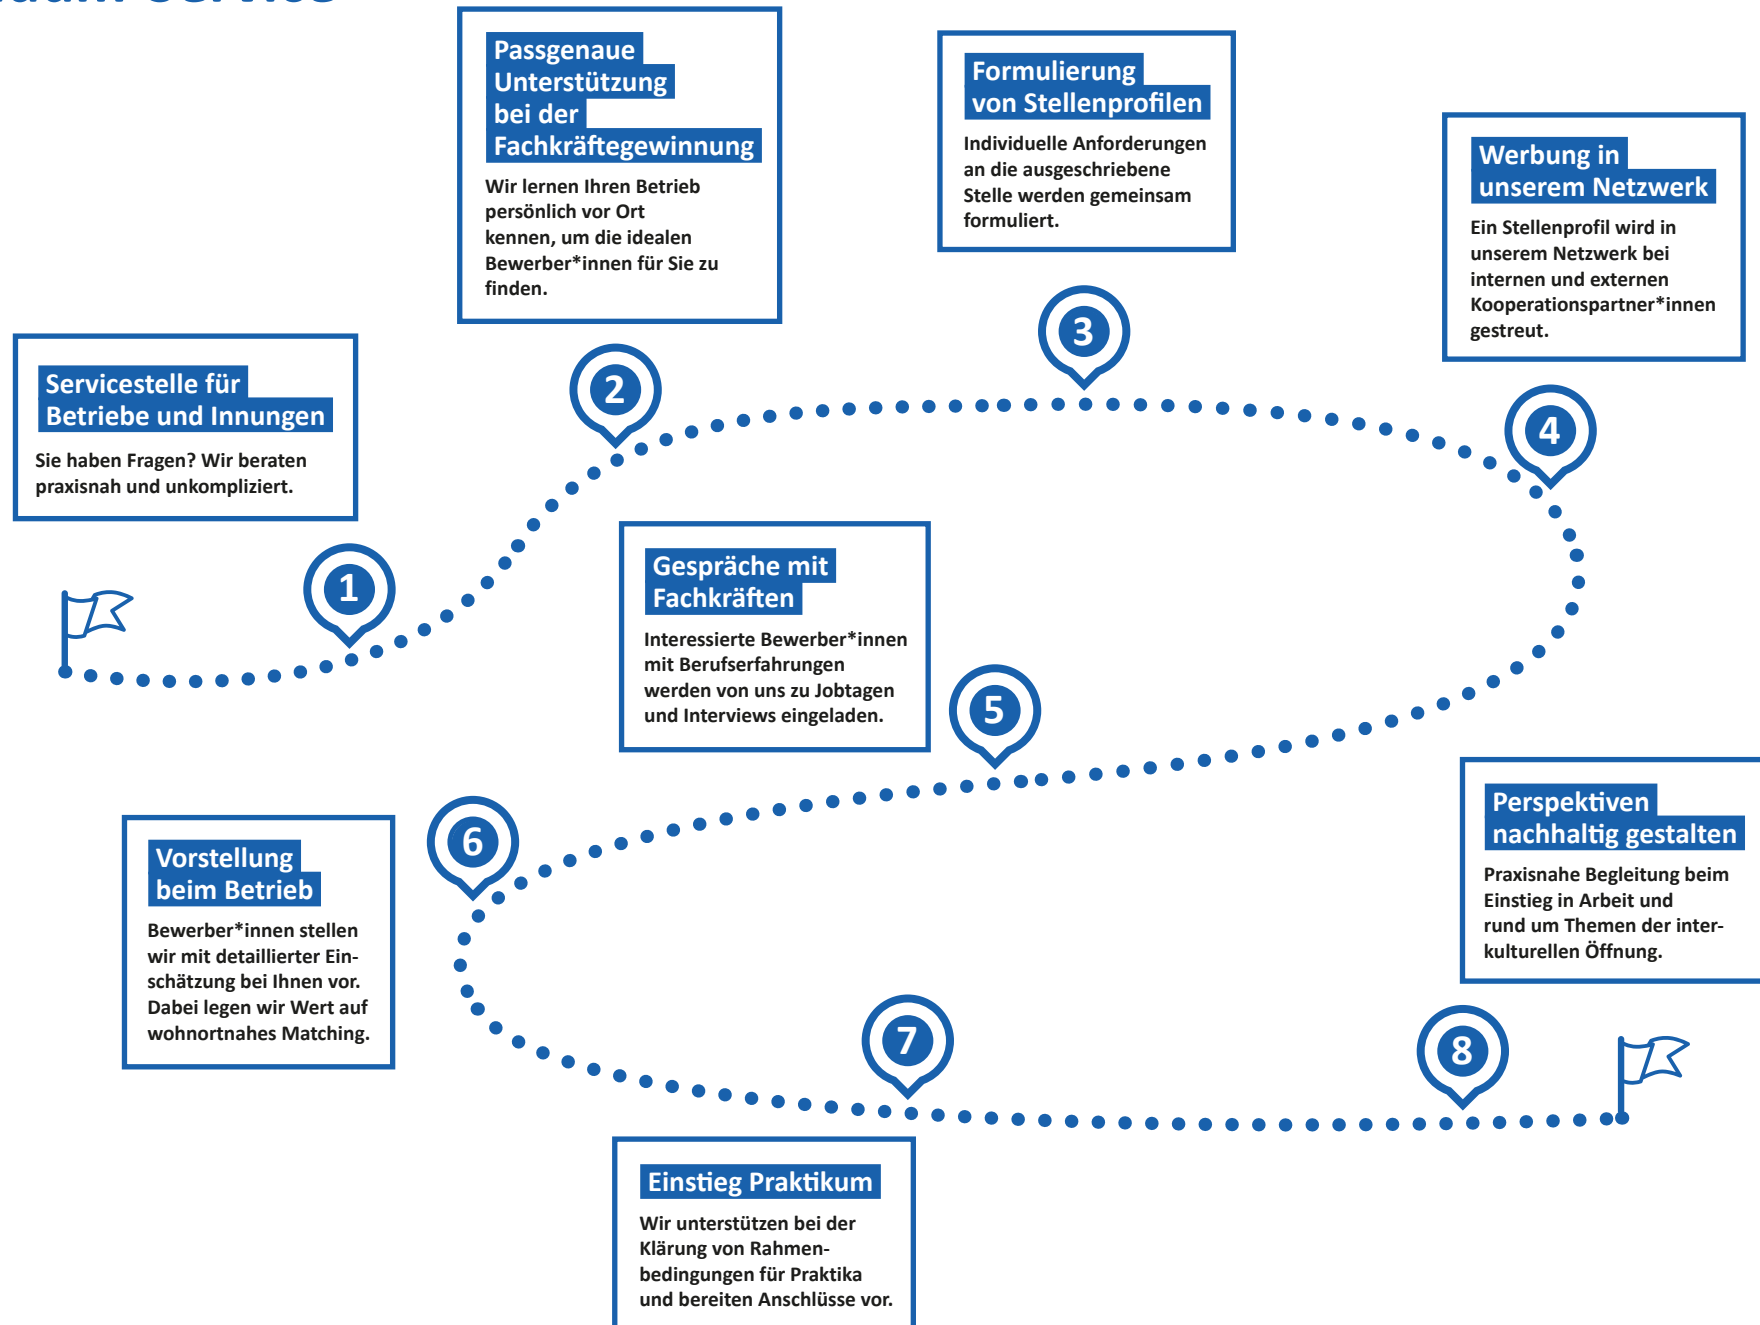 Servicestelle für
Betriebe und Innungen
Sie haben Fragen? Wir beraten
praxisnah und unkompliziert.
1
Passgenaue
Unterstützung
bei der
Fachkräftegewinnung
Wir lernen Ihren Betrieb
persönlich vor Ort
kennen, um die idealen
Bewerber*innen für Sie zu
finden.
2
Formulierung
von Stellenprofilen
Individuelle Anforderungen
an die ausgeschriebene
Stelle werden gemeinsam
formuliert.
3
Werbung in
unserem Netzwerk
Ein Stellenprofil wird in
unserem Netzwerk bei
internen und externen
Kooperationspartner*innen
gestreut.
4
Gespräche mit
Fachkräften
Interessierte Bewerber*innen
mit Berufserfahrungen
werden von uns zu Jobtagen
und Interviews eingeladen.
5
Vorstellung
beim Betrieb
Bewerber*innen stellen
wir mit detaillierter Ein-
schätzung bei Ihnen vor.
Dabei legen wir Wert auf
wohnortnahes Matching.
6
7
Einstieg Praktikum
Wir unterstützen bei der
Klärung von Rahmen-
bedingungen für Praktika
und bereiten Anschlüsse vor.
Perspektiven
nachhaltig gestalten
Praxisnahe Begleitung beim
Einstieg in Arbeit und
rund um Themen der inter-
kulturellen Öffnung.
8